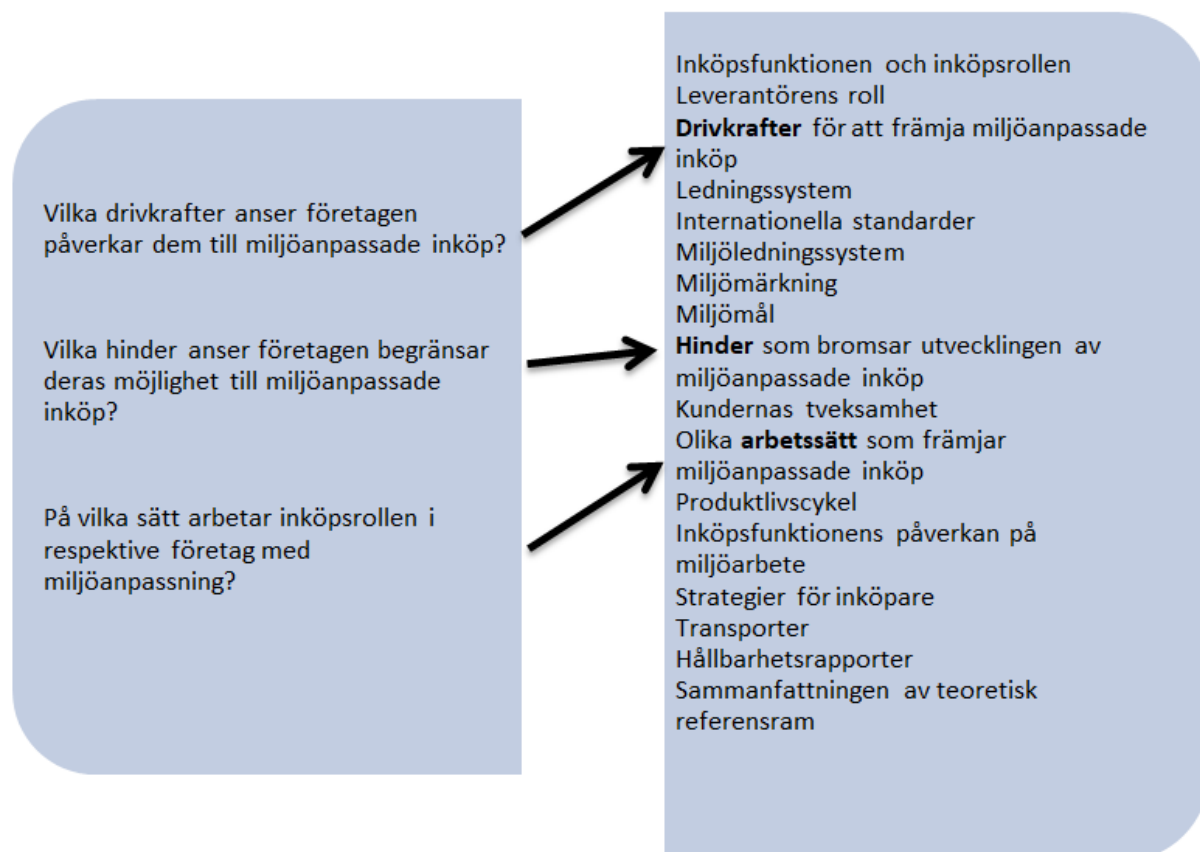 Vilka drivkrafter anser företagen
påverkar dem till miljöanpassade inköp?
Vilka hinder anser företagen begränsar
deras möjlighet till miljöanpassade
inköp?
På vilka sätt arbetar inköpsrollen i
respektive företag med
miljöanpassning?
Inköpsfunktionen och inköpsrollen
Leverantörens roll
Drivkrafter för att främja miljöanpassade
inköp
Ledningssystem
Internationella standarder
Miljöledningssystem
Miljömärkning
Miljömål
Hinder som bromsar utvecklingen av
miljöanpassade inköp
Kundernas tveksamhet
Olika arbetssätt som främjar
miljöanpassade inköp
Produktlivscykel
Inköpsfunktionens påverkan på
miljöarbete
Strategier för inköpare
Transporter
Hållbarhetsrapporter
Sammanfattningen av teoretisk
referensram